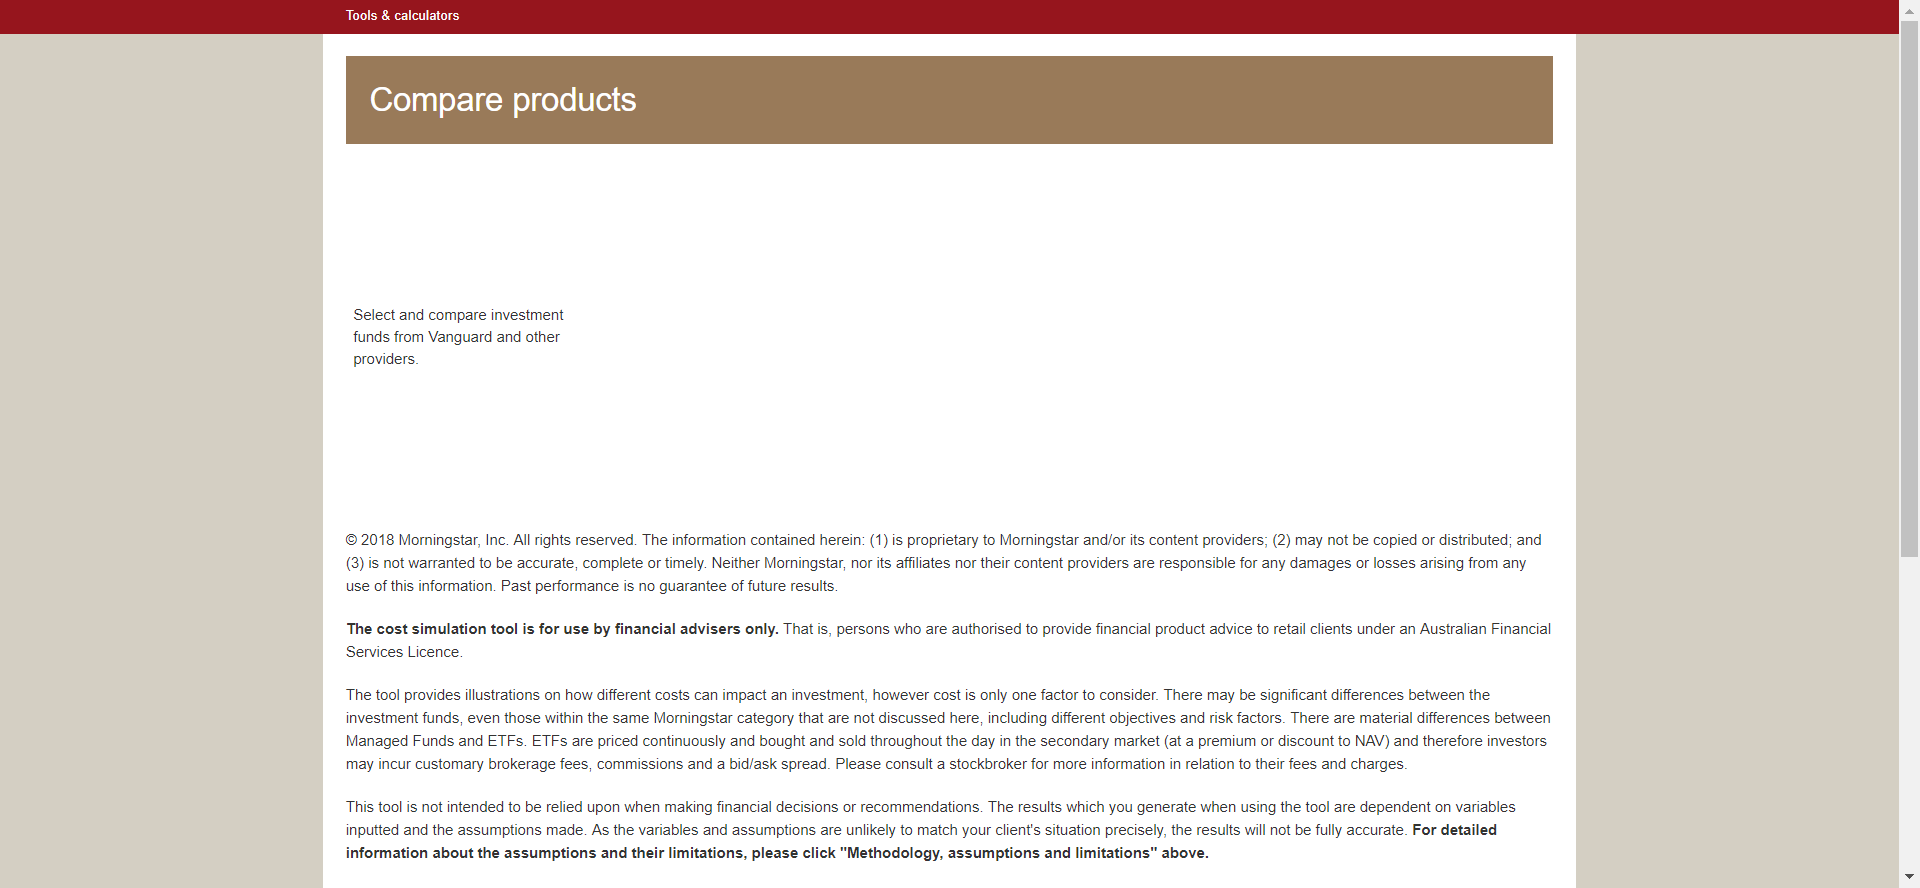 Tools & calculators
Compare products
Select and compare investment
funds from Vanguard and other
providers.
© 2018 Morningstar, Inc. All rights reserved. The information contained herein: (1) is proprietary to Morningstar and/or its content providers; (2) may not be copied or distributed; and
(3) is not warranted to be accurate, complete or timely. Neither Morningstar, nor its affiliates nor their content providers are responsible for any damages or losses arising from any
use of this information. Past performance is no guarantee of future results.
The cost simulation tool is for use by financial advisers only. That is, persons who are authorised to provide financial product advice to retail clients under an Australian Financial
Services Licence.
The tool provides illustrations on how different costs can impact an investment, however cost is only one factor to consider. There may be significant differences between the
investment funds, even those within the same Morningstar category that are not discussed here, including different objectives and risk factors. There are material differences between
Managed Funds and ETFs. ETFs are priced continuously and bought and sold throughout the day in the secondary market (at a premium or discount to NAV) and therefore investors
may incur customary brokerage fees, commissions and a bid/ask spread. Please consult a stockbroker for more information in relation to their fees and charges.
This tool is not intended to be relied upon when making financial decisions or recommendations. The results which you generate when using the tool are dependent on variables
inputted and the assumptions made. As the variables and assumptions are unlikely to match your client's situation precisely, the results will not be fully accurate. For detailed
information about the assumptions and their limitations, please click "Methodology, assumptions and limitations" above.